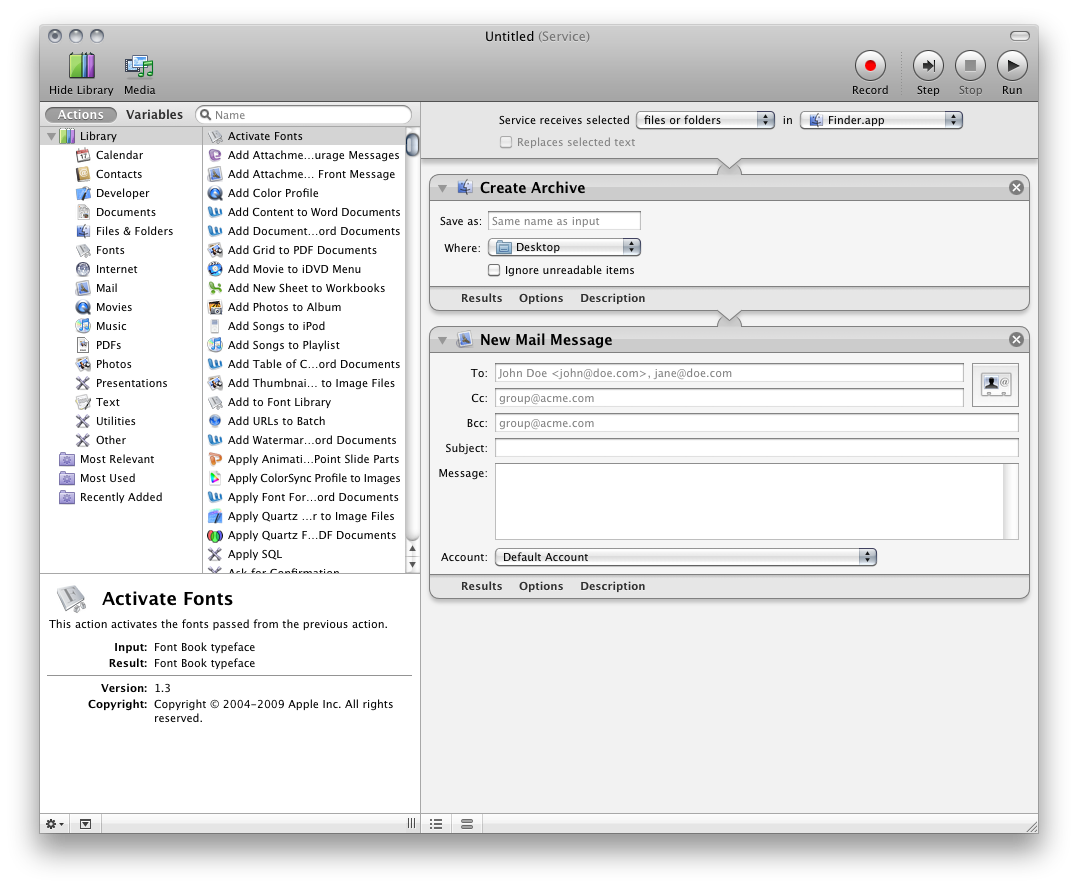 Untitled (Service)
Hide Library
Media
Record
Step
Stop
Run
Actions
Variables
Name
Library
Calendar
Contacts
Developer
Documents
Files & Folders
Fonts
Internet
Mail
Movies
Music
PDFs
Photos
Presentations
Text
Utilities
Other
Most Relevant
Most Used
Recently Added
Activate Fonts
Add Attachme...urage Messages
Add Attachme... Front Message
Add Color Profile
Add Content to Word Documents
Add Document...ord Documents
Add Grid to PDF Documents
Add Movie to iDVD Menu
Add New Sheet to Workbooks
Add Photos to Album
Add Songs to iPod
Add Songs to Playlist
Add Table of C...ord Documents
Add Thumbnai... to Image Files
Add to Font Library
Add URLs to Batch
Add Watermar...ord Documents
Apply Animati...Point Slide Parts
Apply ColorSync Profile to Images
Apply Font For...ord Documents
Apply Quartz ...r to Image Files
Apply Quartz F...DF Documents
Apply SQL
Ask for Confirmation
Activate Fonts
This action activates the fonts passed from the previous action.
Input: Font Book typeface
Result: Font Book typeface
Version: 1.3
Copyright: Copyright © 2004-2009 Apple Inc. All rights
reserved.
Service receives selected files or folders in Finder.app
Replaces selected text
Create Archive
Save as: Same name as input
Where: Desktop
Ignore unreadable items
Results Options Description
New Mail Message
To: John Doe <john@doe.com>, jane@doe.com
Cc: group@acme.com
Bcc: group@acme.com
Subject:
Message:
Account: Default Account
Results Options Description